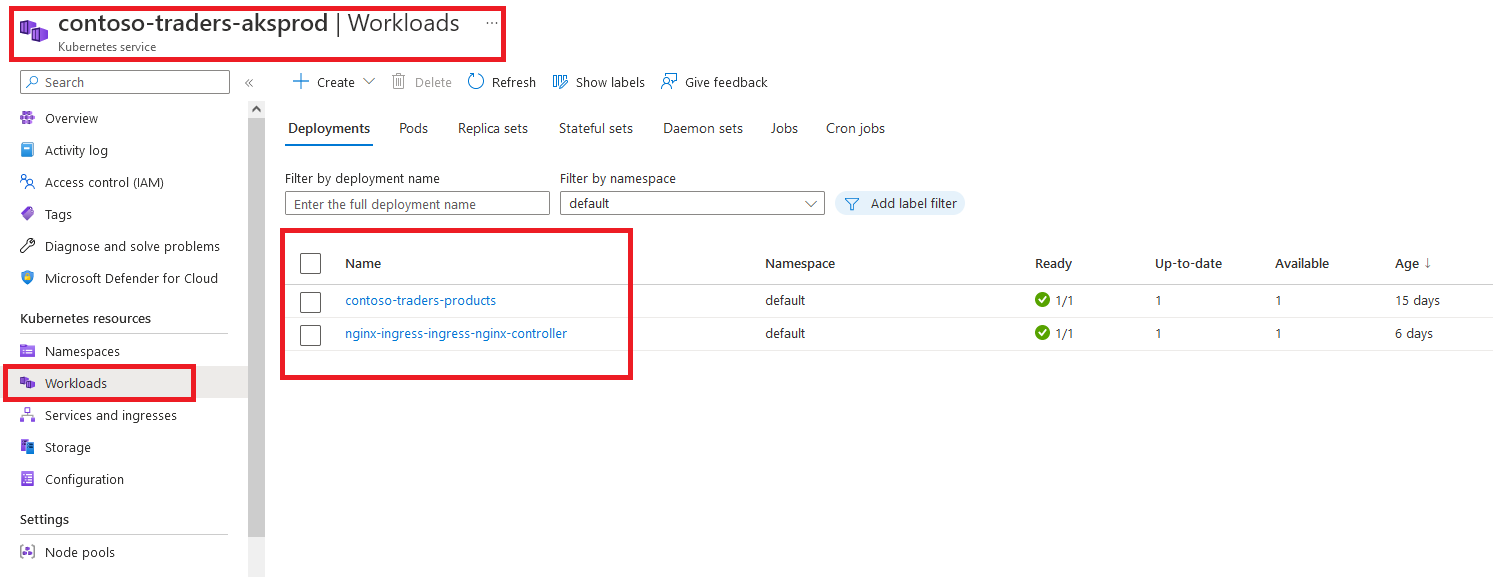 contoso-traders-aksprod | Workloads ...
Kubernetes service
Search «
Create Delete Refresh Show labels Give feedback
Overview
Activity log
Access control (IAM)
Tags
Diagnose and solve problems
Microsoft Defender for Cloud
Kubernetes resources
Namespaces
Workloads
Services and ingresses
Storage
Configuration
Settings
Node pools
Deployments Pods Replica sets Stateful sets Daemon sets Jobs Cron jobs
Filter by deployment name Filter by namespace
Enter the full deployment name default Add label filter
Name Namespace Ready Up-to-date Available Age ↓
contoso-traders-products default 1/1 1 1 15 days
nginx-ingress-ingress-nginx-controller default 1/1 1 1 6 days